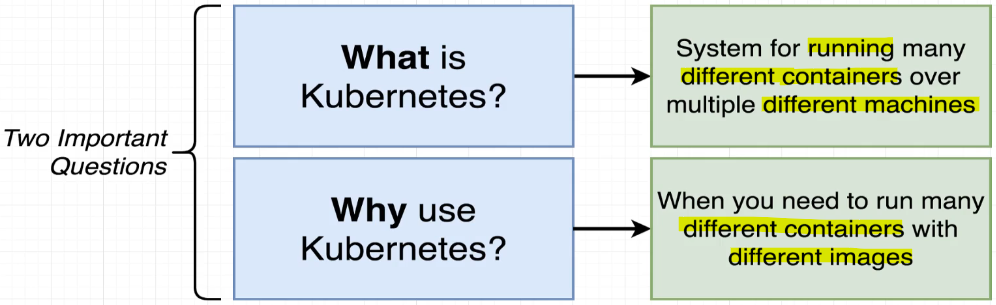 Two Important
Questions
What is
Kubernetes?
System for running many
different containers over
multiple different machines
Why use
Kubernetes?
When you need to run many
different containers with
different images